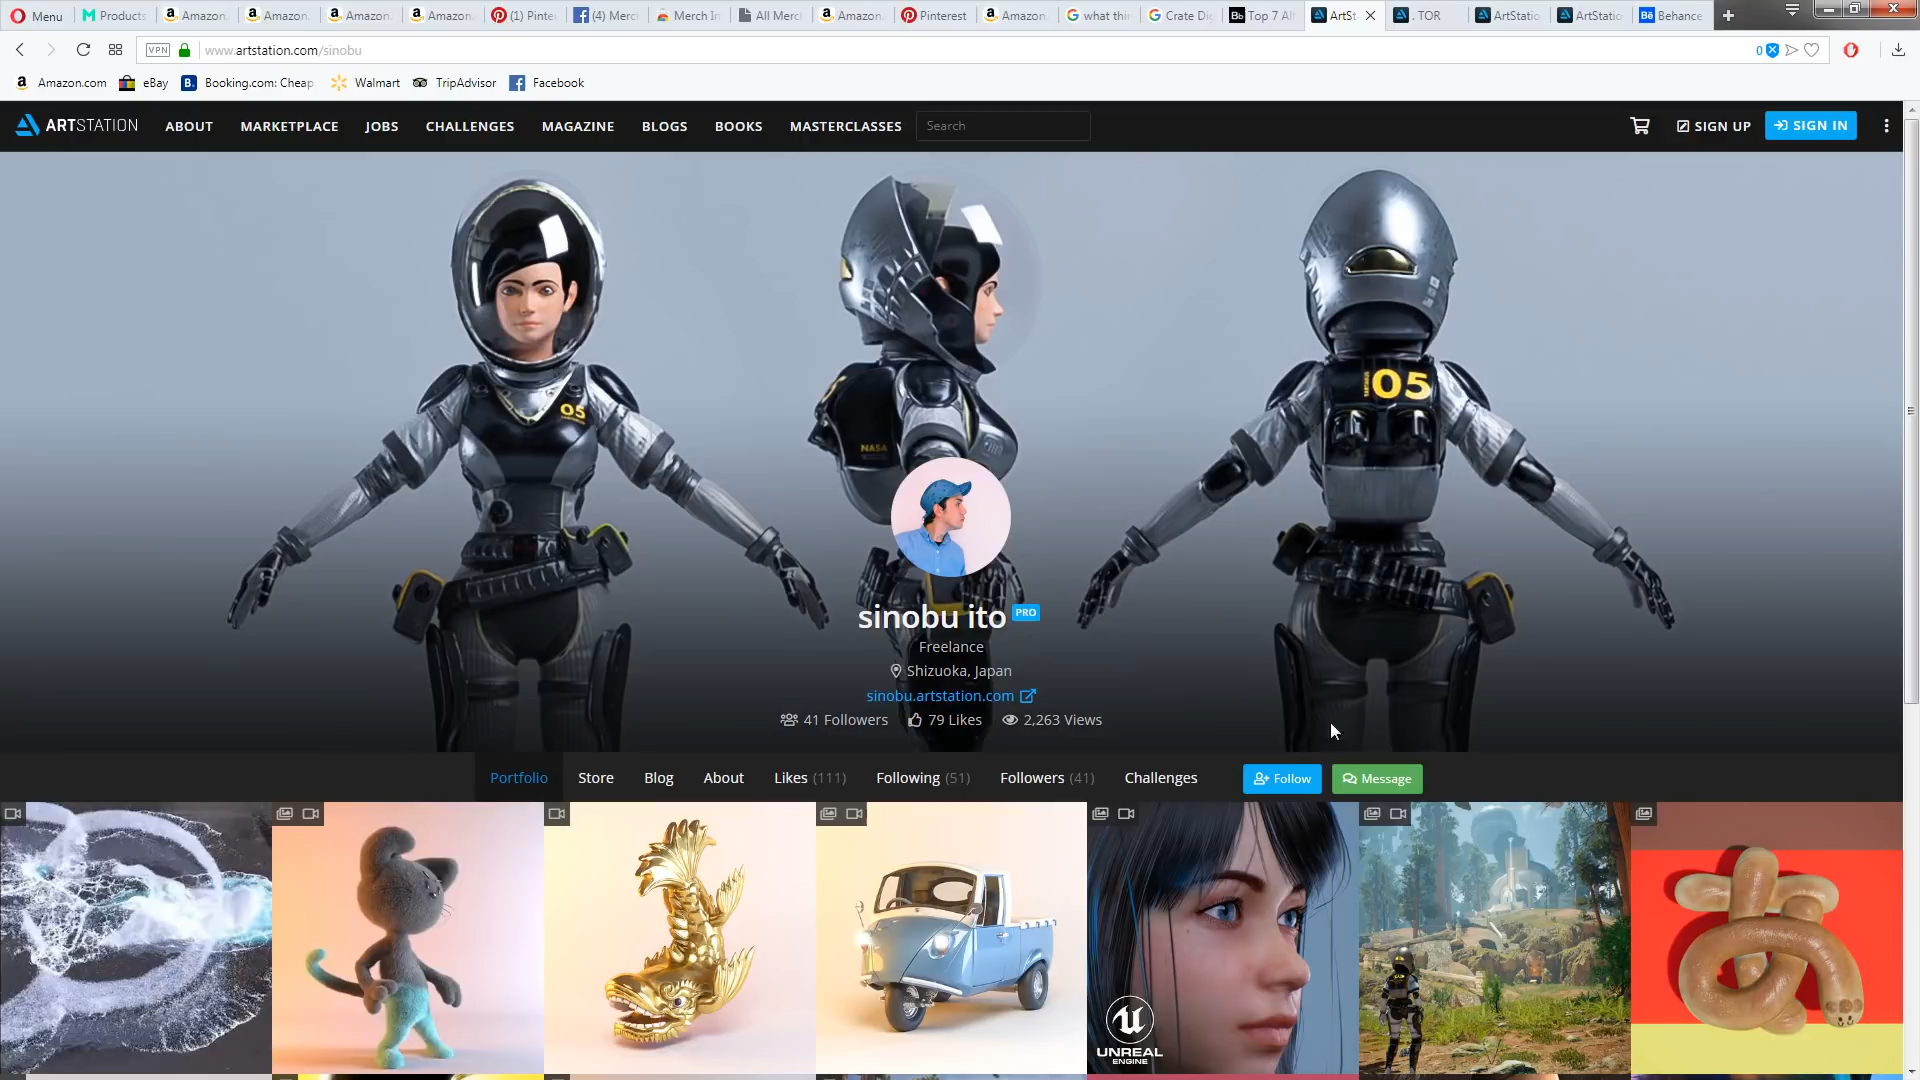 Menu
Products
Amazon.
Amazon.
Amazon.
Amazon.
(1) Pinte
(4) Merc
Merch In
All Merc
Amazon
Pinterest
Amazon.
what thi
Crate Di
Top 7 Al
ArtSt
. TOR
ArtStatio
ArtStatio
Behance
VPN
www.artstation.com/sinobu
0
Amazon.com
eBay
Booking.com: Cheap
Walmart
TripAdvisor
Facebook
ARTSTATION
ABOUT
MARKETPLACE
JOBS
CHALLENGES
MAGAZINE
BLOGS
BOOKS
MASTERCLASSES
Search
SIGN UP
SIGN IN
05
NASA
05
sinobu ito PRO
Freelance
Shizuoka, Japan
sinobu.artstation.com
41 Followers
79 Likes
2,263 Views
Portfolio
Store
Blog
About
Likes (111)
Following (51)
Followers (41)
Challenges
Follow
Message
UNREAL
ENGINE